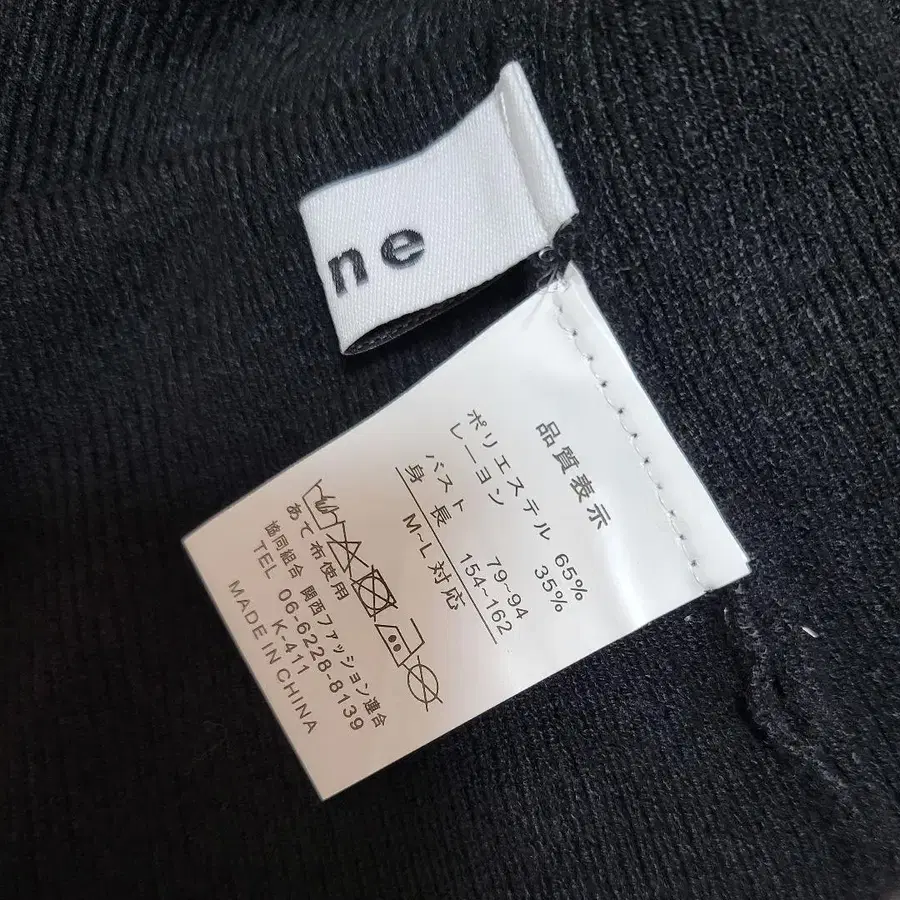 ne
品質表示
ポリエステル 65%
レーヨン 35%
バスト 79~94
身長 154~162
M~L対応
あて布使用
協同組合 関西ファッション連合
TEL 06-6228-8139
K-411
MADE IN CHINA